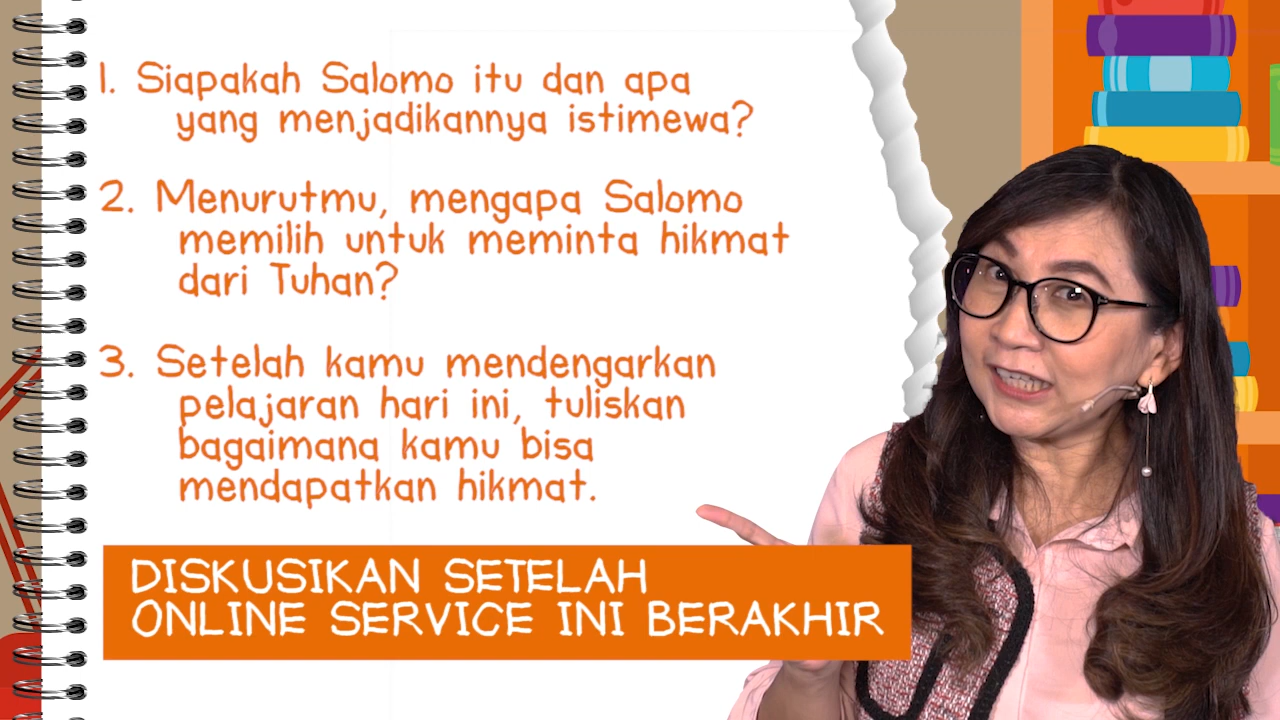 1. Siapakah Salomo itu dan apa
yang menjadikannya istimewa?
2. Menurutmu, mengapa Salomo
memilih untuk meminta hikmat
dari Tuhan?
3. Setelah kamu mendengarkan
pelajaran hari ini, tuliskan
bagaimana kamu bisa
mendapatkan hikmat.
DISKUSIKAN SETELAH
ONLINE SERVICE INI BERAKHIR